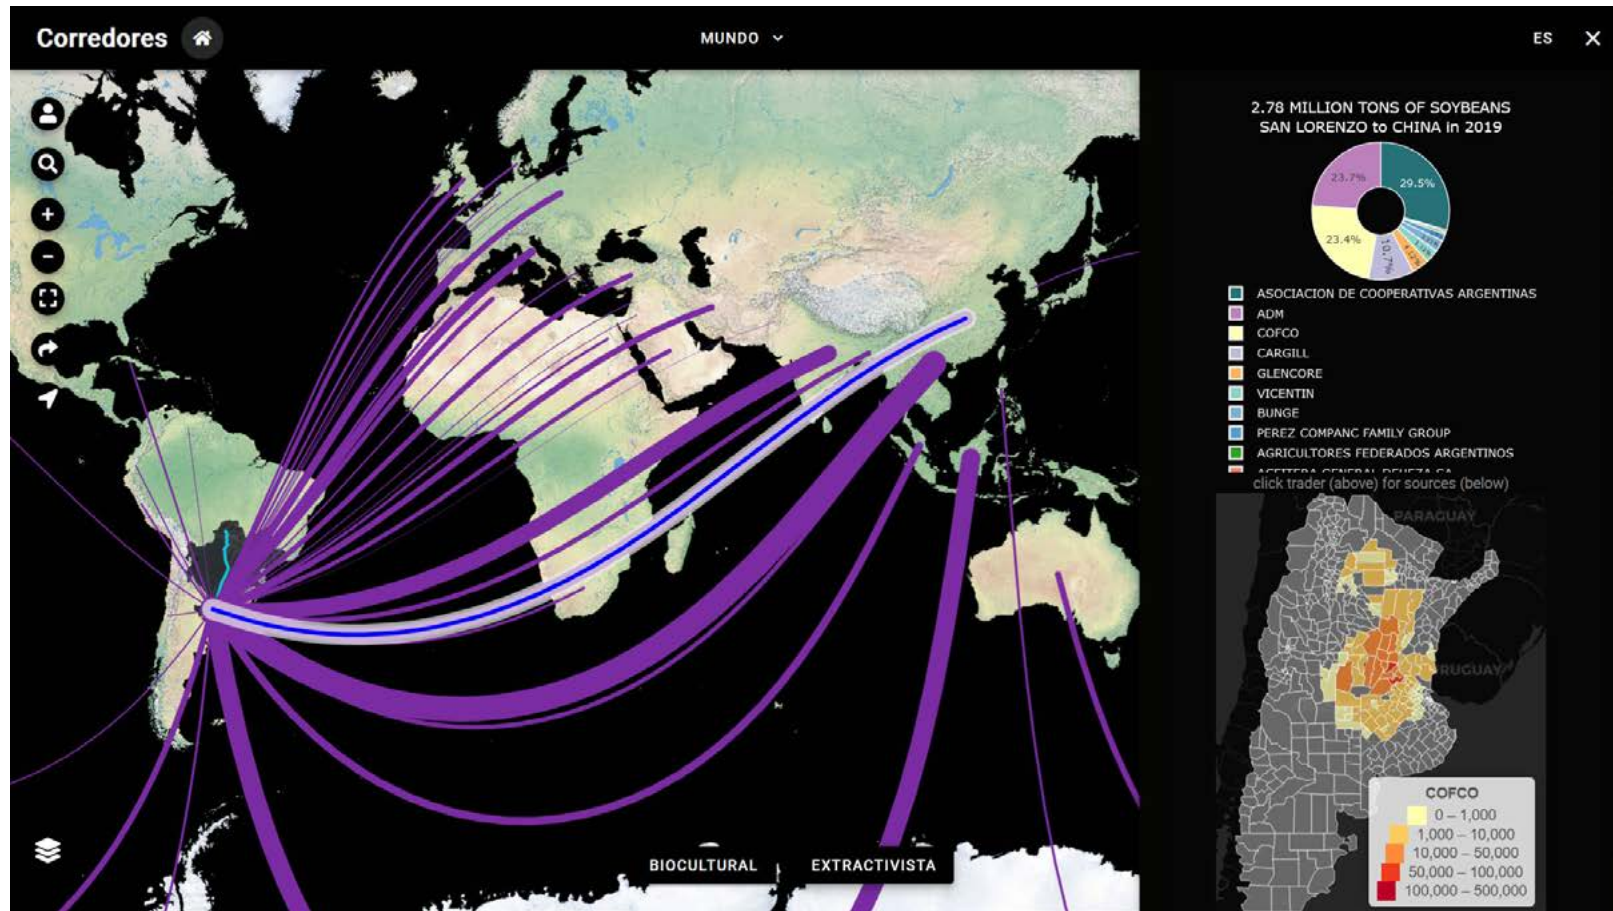 Corredores
MUNDO
ES
2.78 MILLION TONS OF SOYBEANS
SAN LORENZO to CHINA in 2019
29.5%
23.7%
23.4%
10.7%
ASOCIACION DE COOPERATIVAS ARGENTINAS
ADM
COFCO
CARGILL
GLENCORE
VICENTIN
BUNGE
PEREZ COMPANC FAMILY GROUP
AGRICULTORES FEDERADOS ARGENTINOS
click trader (above) for sources (below)
PARAGUAY
URUGUAY
COFCO
0 – 1,000
1,000 – 10,000
10,000 – 50,000
50,000 – 100,000
100,000 – 500,000
BIOCULTURAL
EXTRACTIVISTA